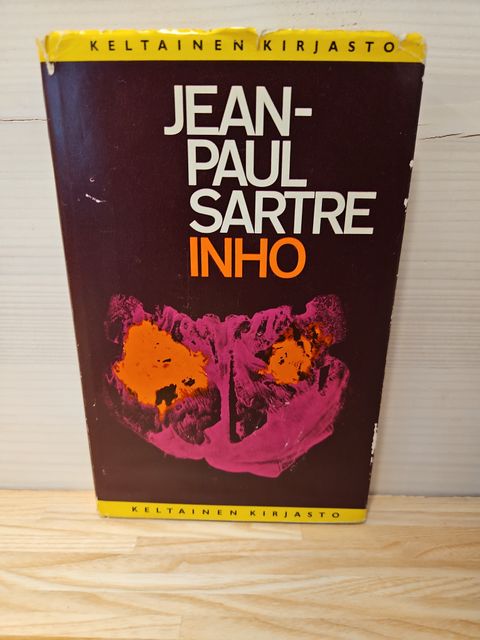 KELTAINEN KIRJASTO
JEAN-
PAUL
SARTRE
INHO
KELTAINEN KIRJASTO